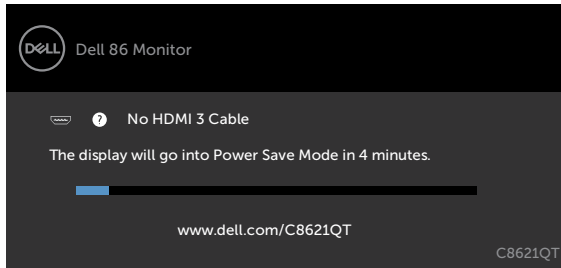 DELL Dell 86 Monitor
? No HDMI 3 Cable
The display will go into Power Save Mode in 4 minutes.
www.dell.com/C8621QT
C8621QT